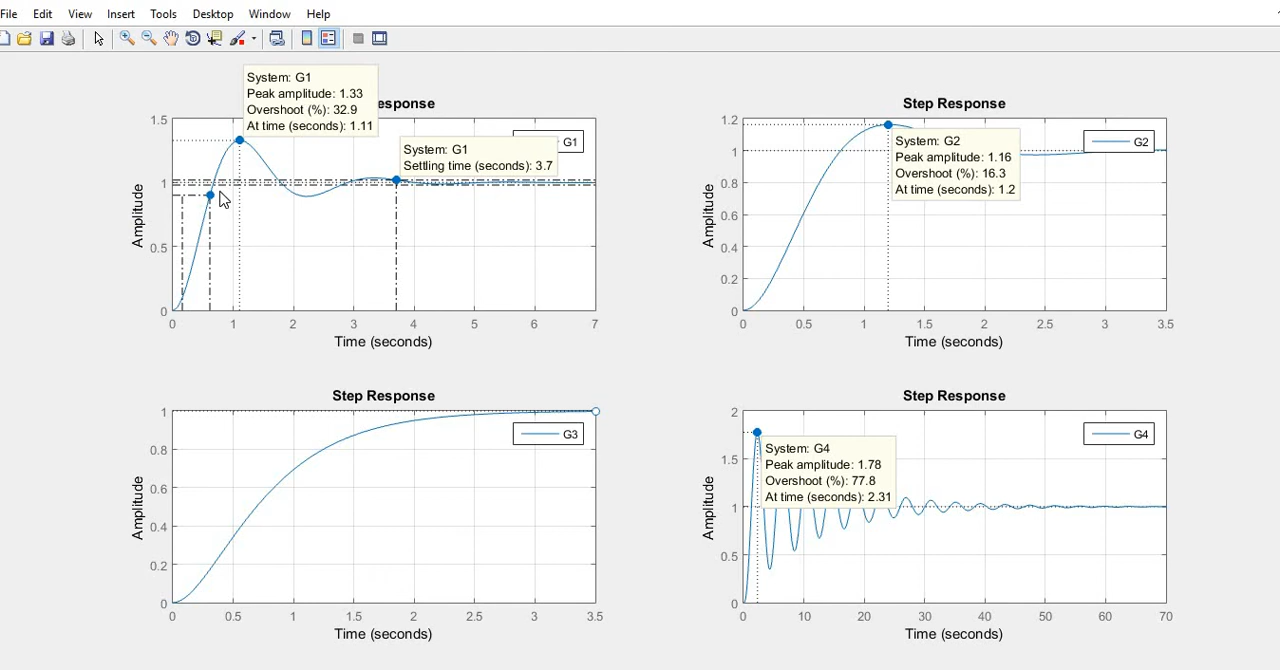 File Edit View Insert Tools Desktop Window Help
System: G1
Peak amplitude: 1.33
Overshoot (%): 32.9
At time (seconds): 1.11
esponse
System: G1
Settling time (seconds): 3.7
G1
1.5
1
0.5
0
Amplitude
0 1 2 3 4 5 6 7
Time (seconds)
Step Response
G2
System: G2
Peak amplitude: 1.16
Overshoot (%): 16.3
At time (seconds): 1.2
1.2
1
0.8
0.6
0.4
0.2
0
Amplitude
0 0.5 1 1.5 2 2.5 3 3.5
Time (seconds)
Step Response
G3
1
0.8
0.6
0.4
0.2
0
Amplitude
0 0.5 1 1.5 2 2.5 3 3.5
Time (seconds)
Step Response
G4
System: G4
Peak amplitude: 1.78
Overshoot (%): 77.8
At time (seconds): 2.31
2
1.5
1
0.5
0
Amplitude
0 10 20 30 40 50 60 70
Time (seconds)